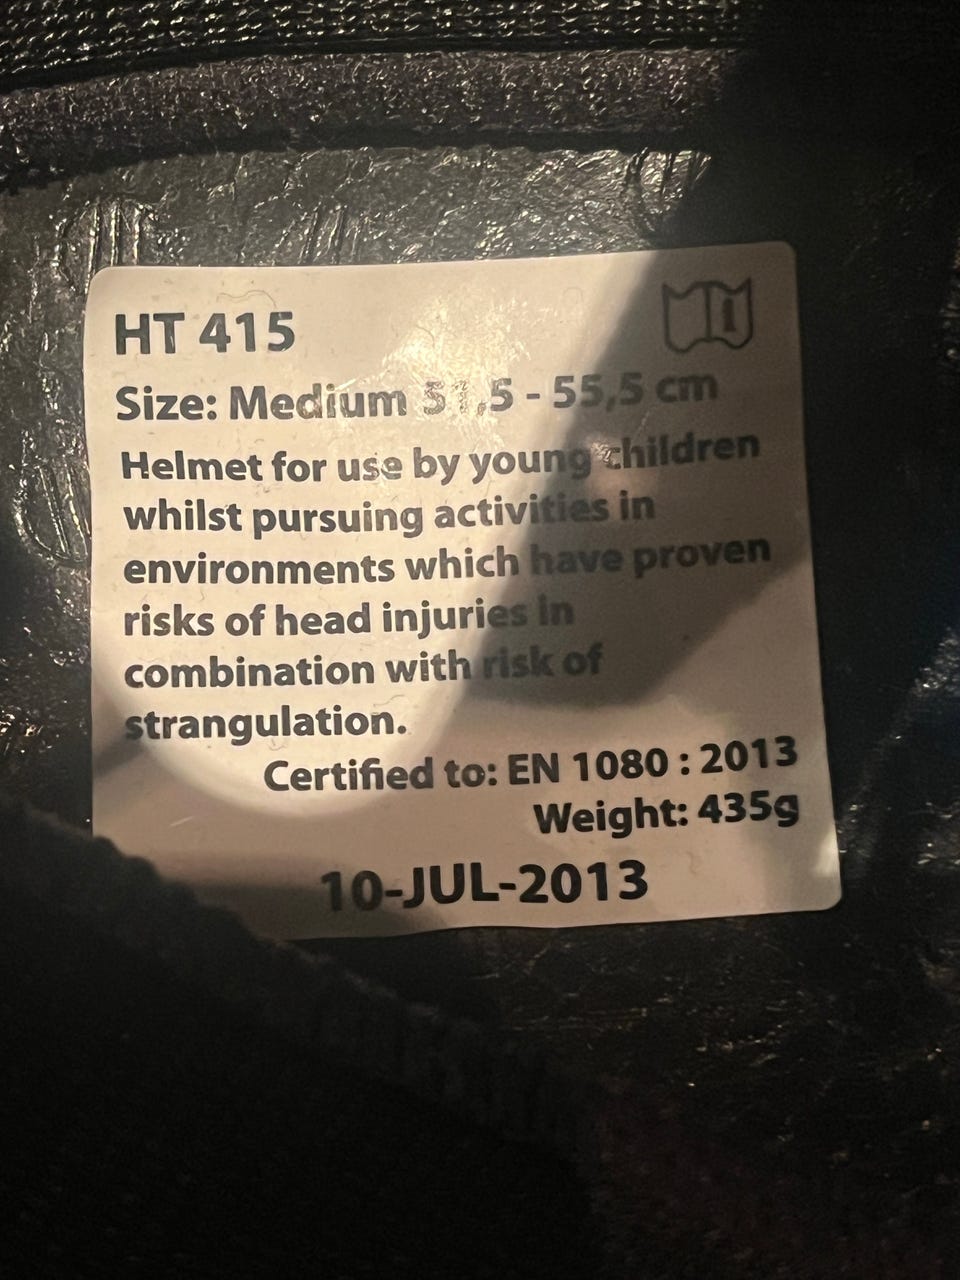 HT 415
Size: Medium 51,5 - 55,5 cm
Helmet for use by young children
whilst pursuing activities in
environments which have proven
risks of head injuries in
combination with risk of
strangulation.
Certified to: EN 1080 : 2013
Weight: 435g
10-JUL-2013